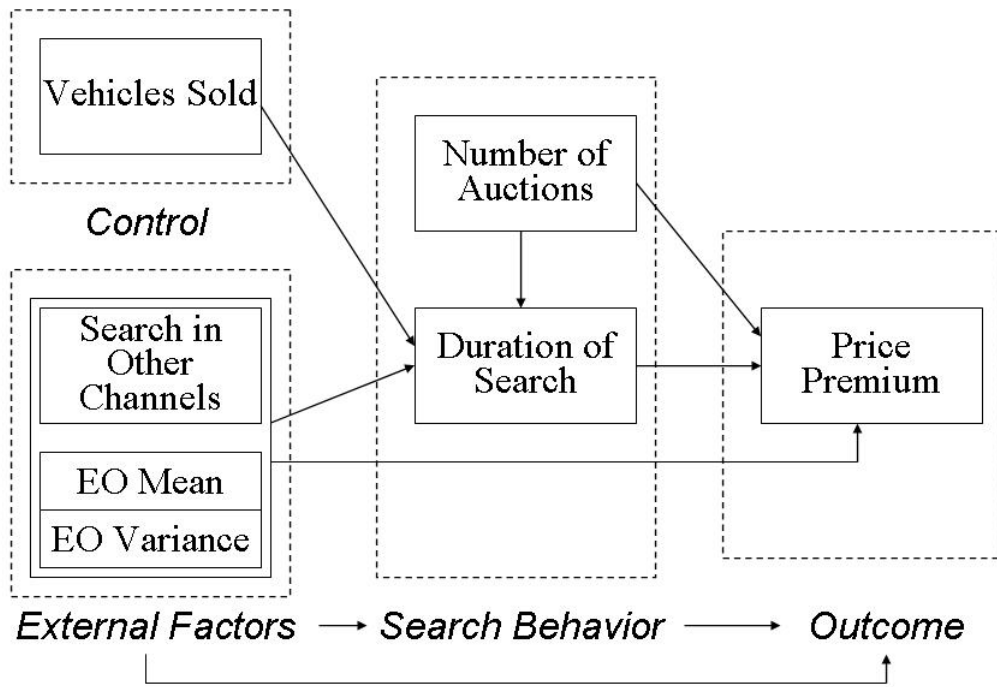 Vehicles Sold
Control
Number of
Auctions
Search in
Other
Channels
EO Mean
EO Variance
Duration of
Search
Price
Premium
External Factors
Search Behavior
Outcome